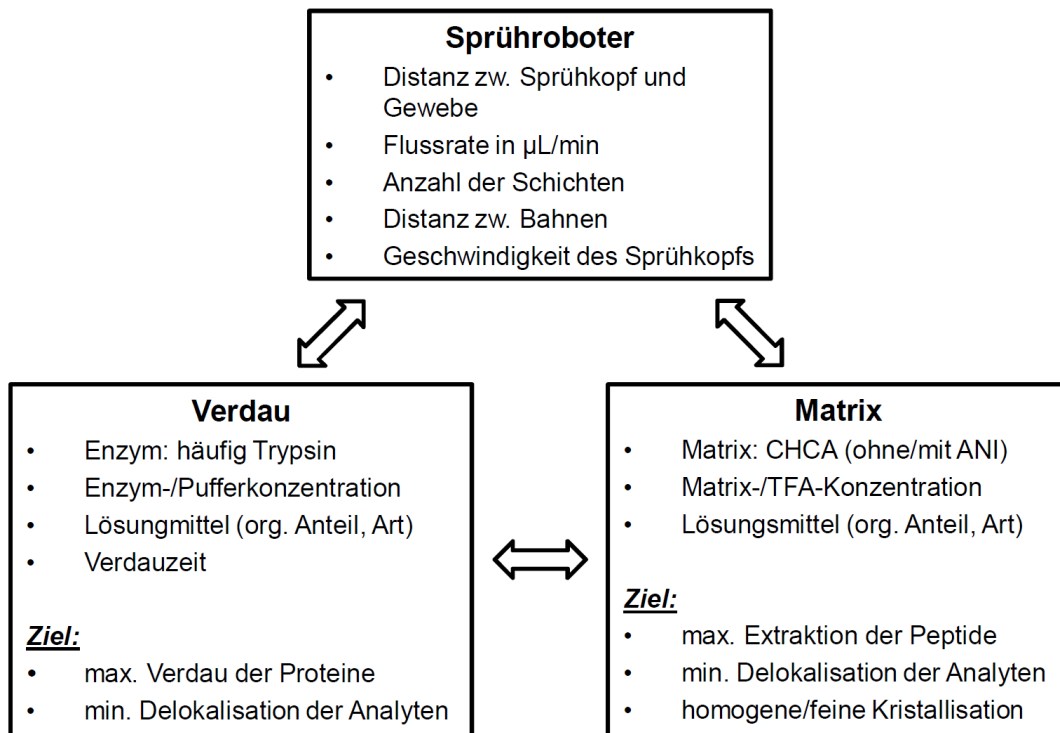 Sprühroboter
• Distanz zw. Sprühkopf und
Gewebe
• Flussrate in µL/min
• Anzahl der Schichten
• Distanz zw. Bahnen
• Geschwindigkeit des Sprühkopfs
Verdau
• Enzym: häufig Trypsin
• Enzym-/Pufferkonzentration
• Lösungmittel (org. Anteil, Art)
• Verdauzeit
Ziel:
• max. Verdau der Proteine
• min. Delokalisation der Analyten
Matrix
• Matrix: CHCA (ohne/mit ANI)
• Matrix-/TFA-Konzentration
• Lösungsmittel (org. Anteil, Art)
Ziel:
• max. Extraktion der Peptide
• min. Delokalisation der Analyten
• homogene/feine Kristallisation